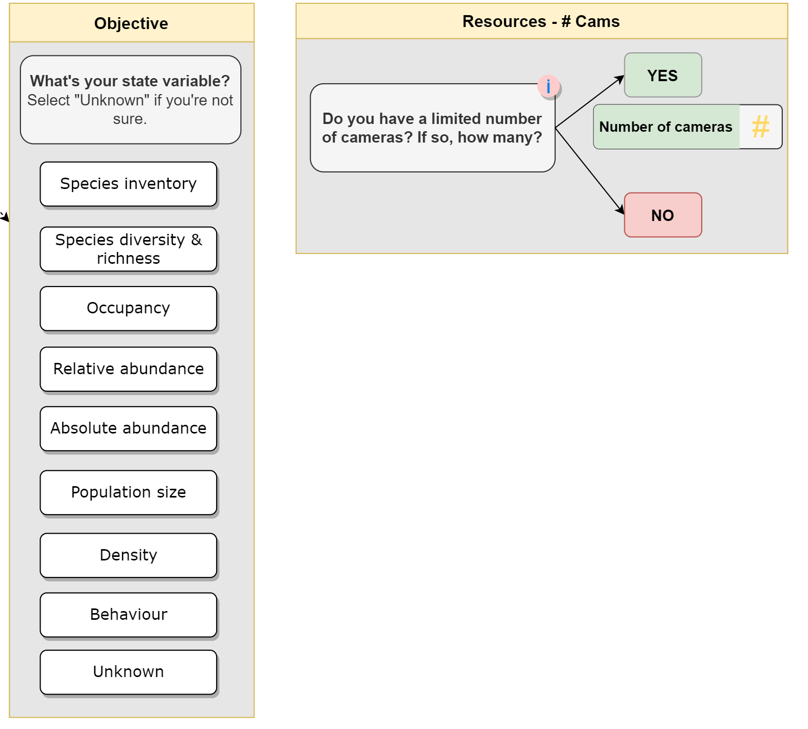 Objective
What's your state variable?
Select "Unknown" if you're not
sure.
Species inventory
Species diversity &
richness
Occupancy
Relative abundance
Absolute abundance
Population size
Density
Behaviour
Unknown
Resources - # Cams
i
Do you have a limited number
of cameras? If so, how many?
YES
Number of cameras #
NO